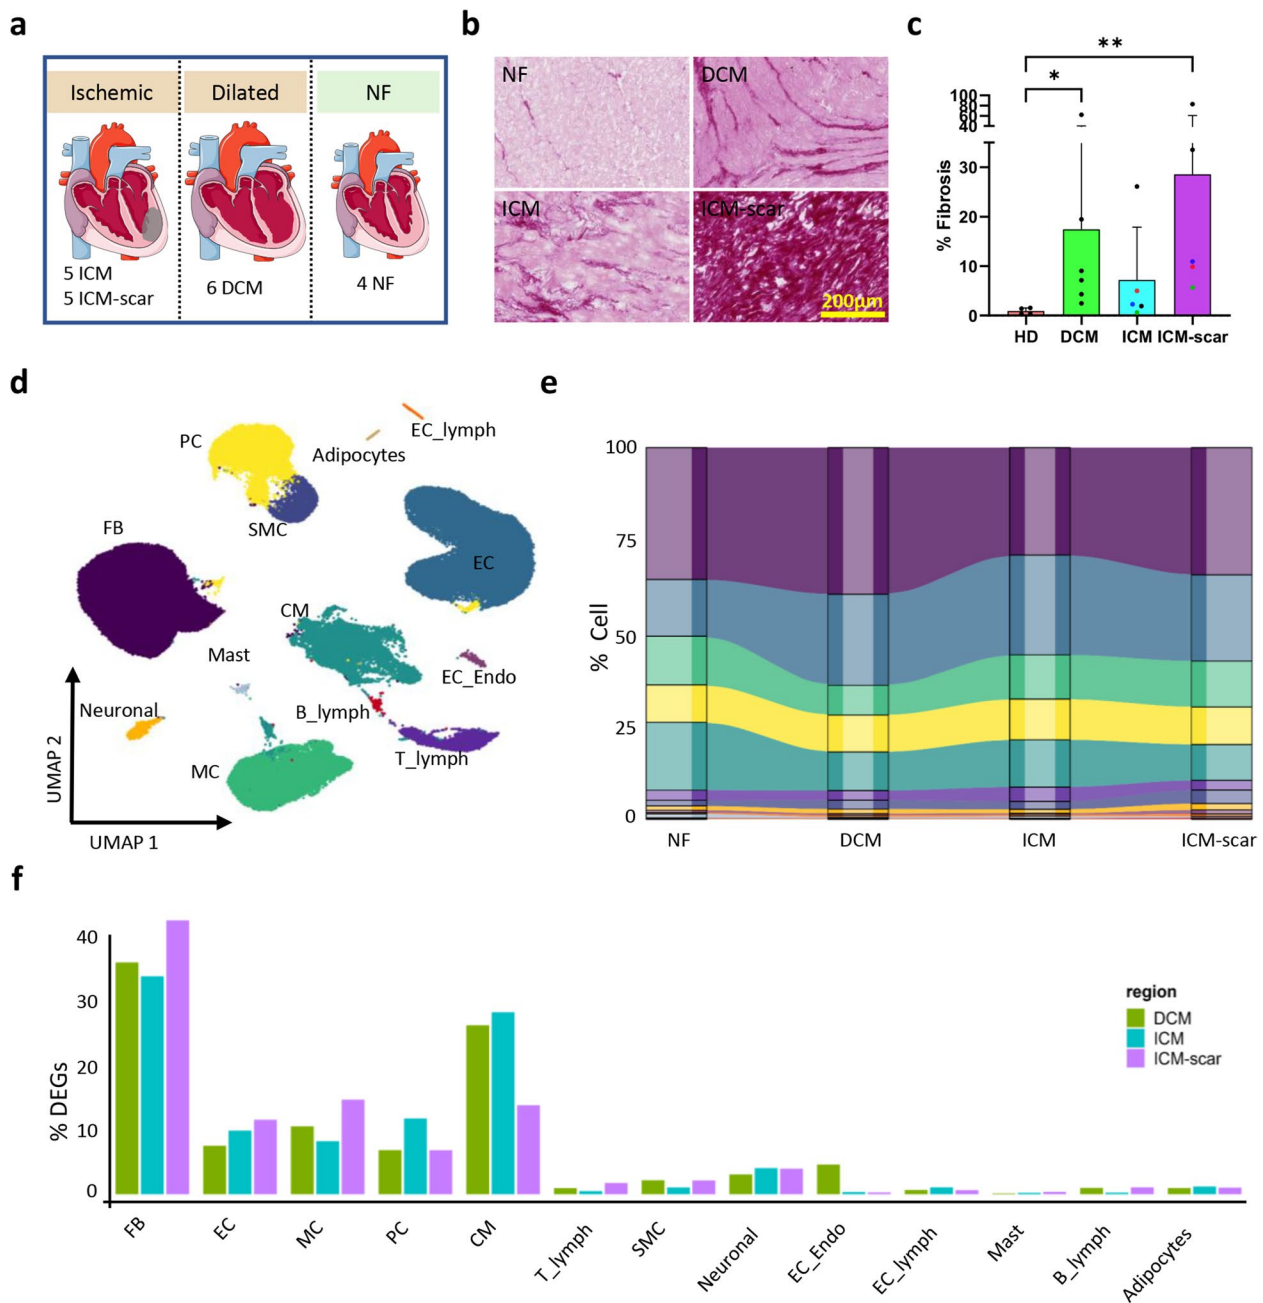 a
Ischemic
Dilated
NF
5 ICM
5 ICM-scar
6 DCM
4 NF
b
NF
DCM
ICM
ICM-scar
200µm
c
**
*
% Fibrosis
100
80
60
40
30
20
10
0
HD
DCM
ICM
ICM-scar
d
PC
EC_lymph
Adipocytes
SMC
FB
EC
CM
Mast
EC_Endo
Neuronal
B_lymph
T_lymph
MC
UMAP 2
UMAP 1
e
% Cell
100
75
50
25
0
NF
DCM
ICM
ICM-scar
f
% DEGs
40
30
20
10
0
region
DCM
ICM
ICM-scar
FB
EC
MC
PC
CM
T_lymph
SMC
Neuronal
EC_Endo
EC_lymph
Mast
B_lymph
Adipocytes